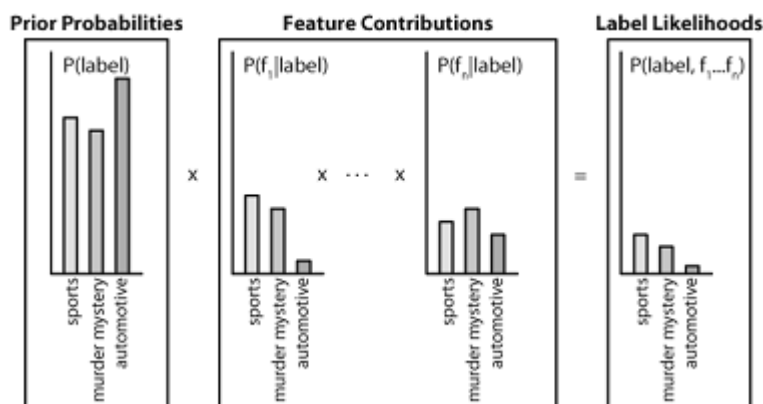 Prior Probabilities
Feature Contributions
Label Likelihoods
P(label)
P(f₁|label)
P(fₙ|label)
P(label, f₁...fₙ)
x
x ... x
=
sports
murder mystery
automotive
sports
murder mystery
automotive
sports
murder mystery
automotive
sports
murder mystery
automotive